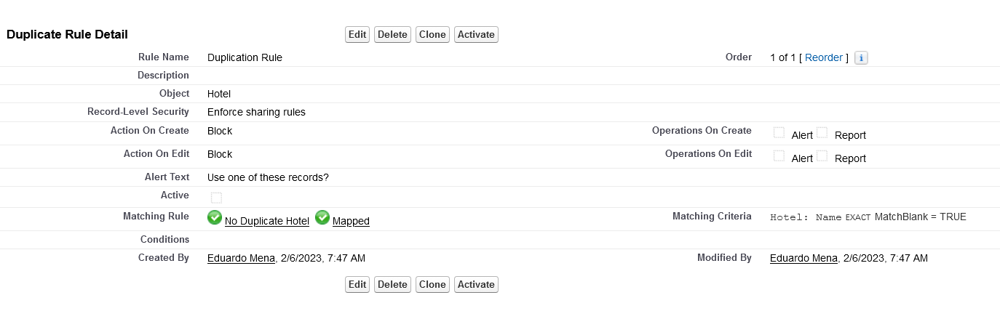 Duplicate Rule Detail Edit Delete Clone Activate
Rule Name Duplication Rule Order 1 of 1 [ Reorder ] i
Description
Object Hotel
Record-Level Security Enforce sharing rules
Action On Create Block Operations On Create Alert Report
Action On Edit Block Operations On Edit Alert Report
Alert Text Use one of these records?
Active
Matching Rule No Duplicate Hotel Mapped Matching Criteria Hotel: Name EXACT MatchBlank = TRUE
Conditions
Created By Eduardo Mena, 2/6/2023, 7:47 AM Modified By Eduardo Mena, 2/6/2023, 7:47 AM
Edit Delete Clone Activate